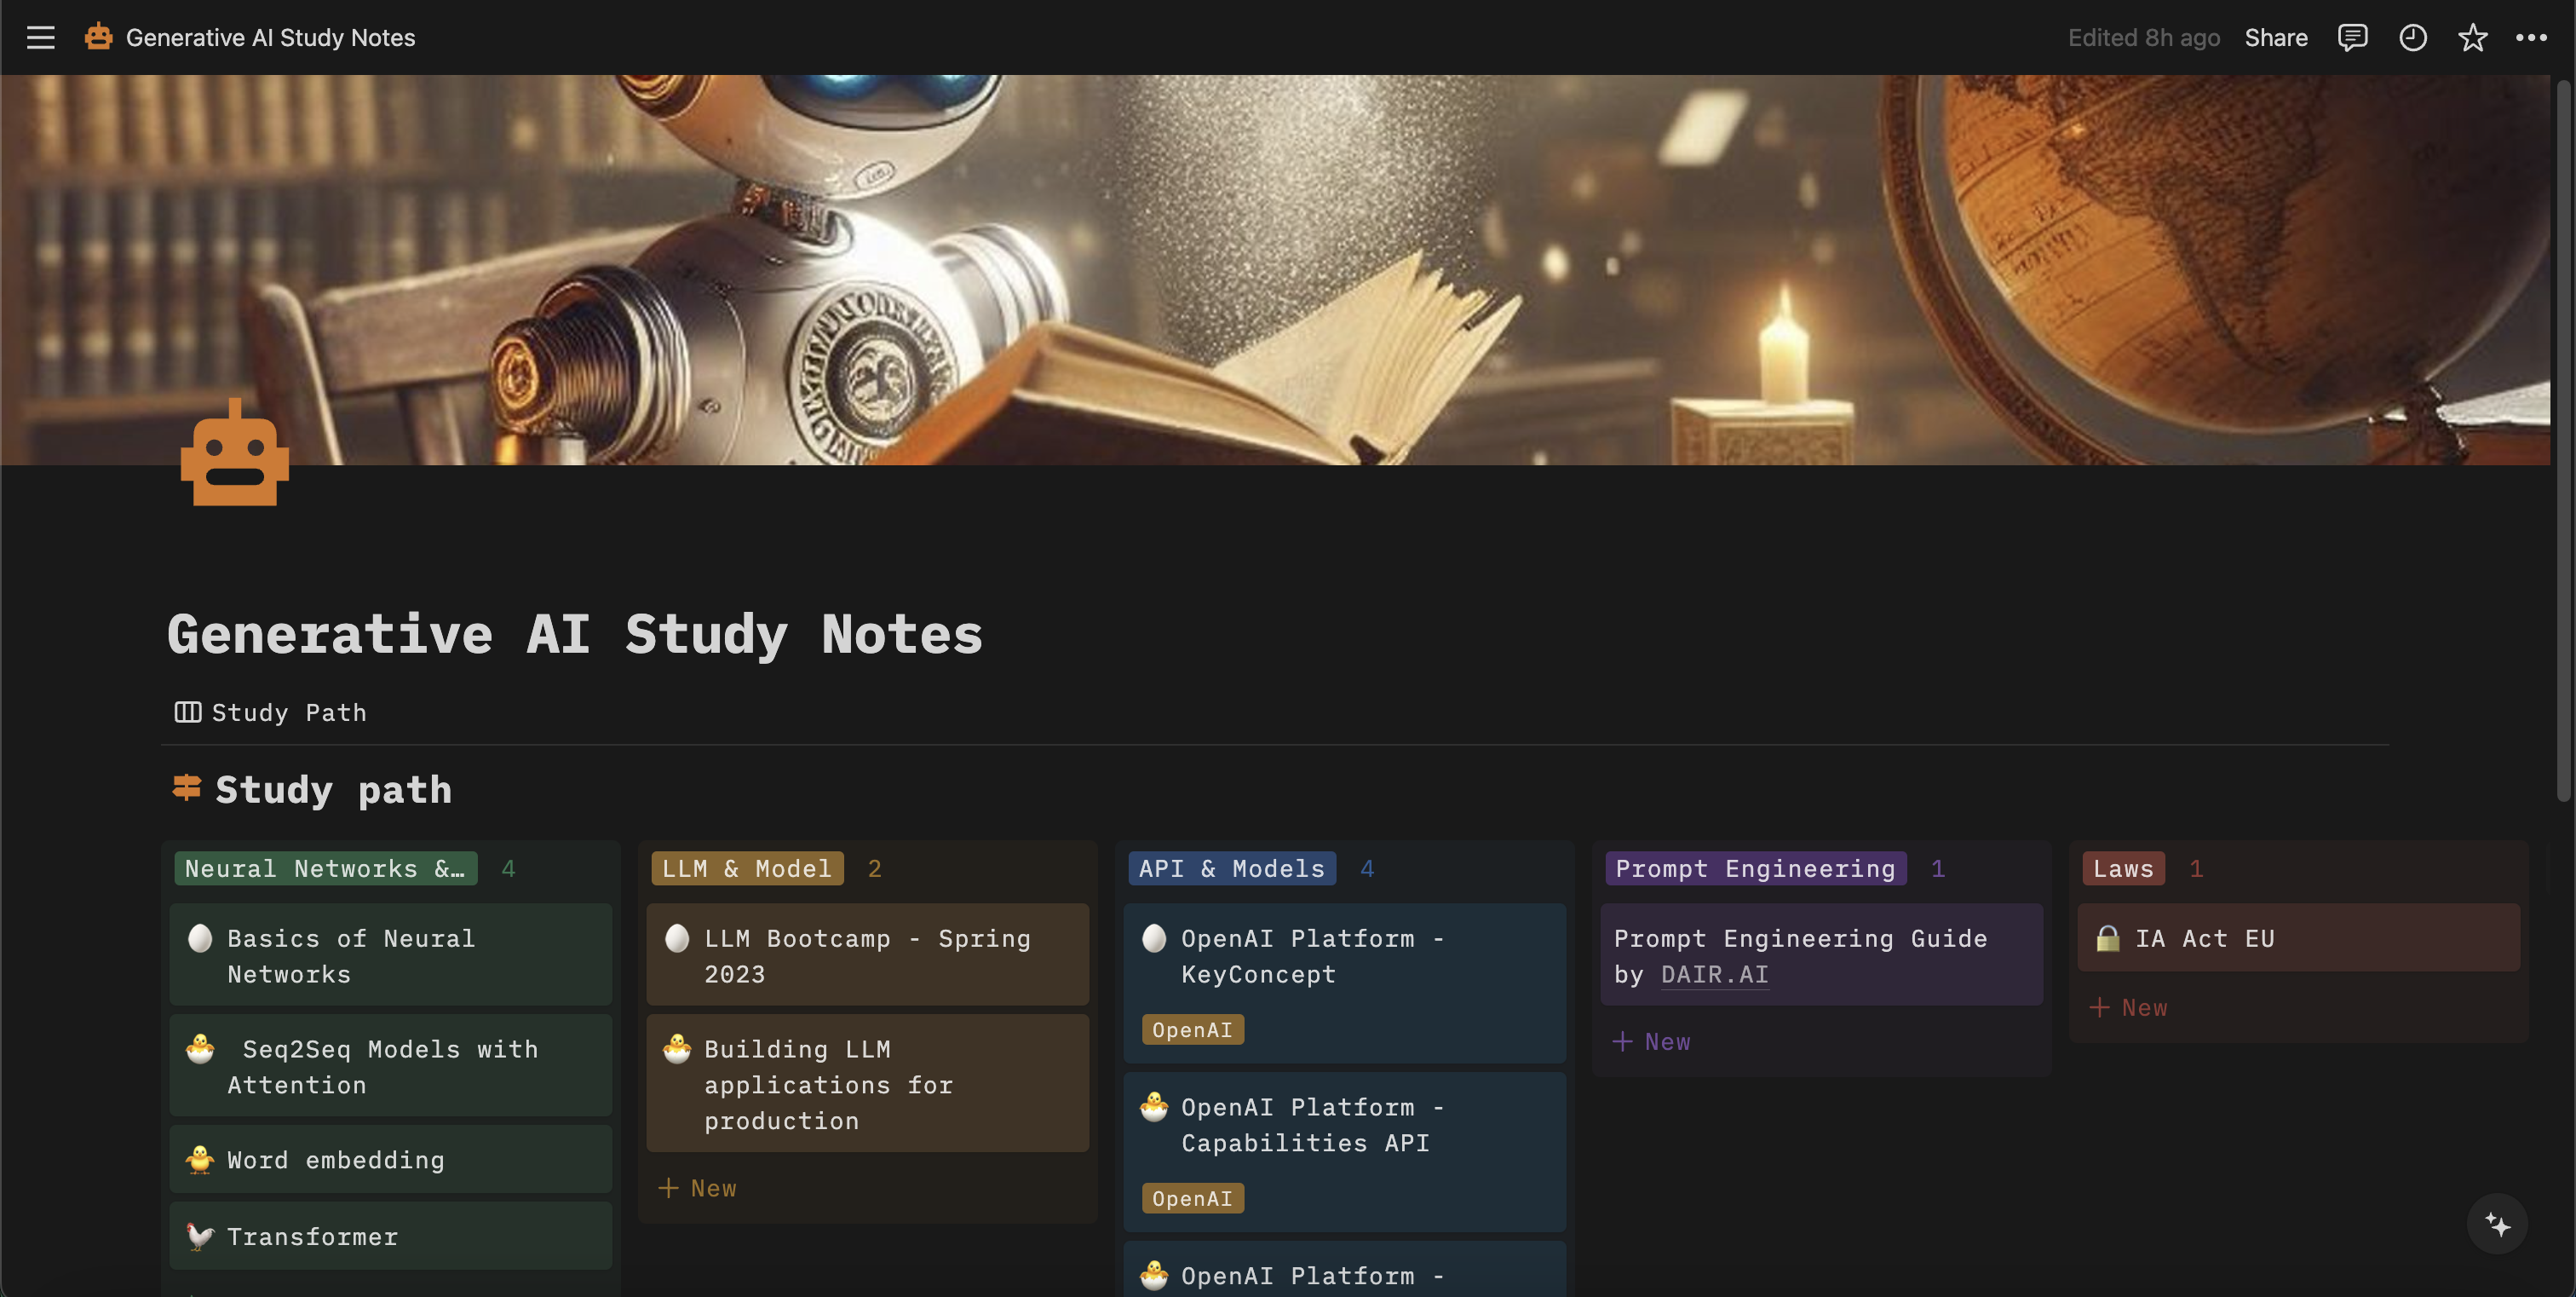 Generative AI Study Notes
Edited 8h ago
Share
Generative AI Study Notes
Study Path
Study path
Neural Networks &… 4
Basics of Neural
Networks
Seq2Seq Models with
Attention
Word embedding
Transformer
LLM & Model 2
LLM Bootcamp - Spring
2023
Building LLM
applications for
production
+ New
API & Models 4
OpenAI Platform -
KeyConcept
OpenAI
OpenAI Platform -
Capabilities API
OpenAI
OpenAI Platform -
Prompt Engineering 1
Prompt Engineering Guide
by DAIR.AI
+ New
Laws 1
IA Act EU
+ New